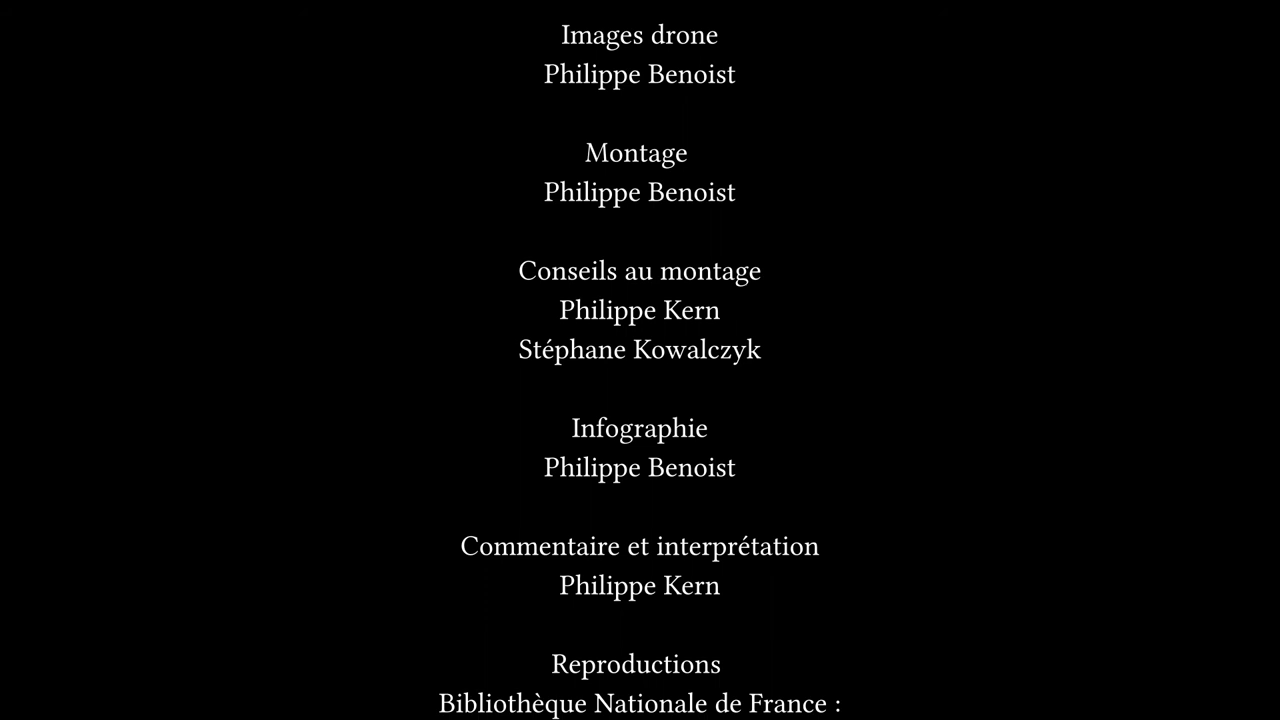 Images drone
Philippe Benoist
Montage
Philippe Benoist
Conseils au montage
Philippe Kern
Stéphane Kowalczyk
Infographie
Philippe Benoist
Commentaire et interprétation
Philippe Kern
Reproductions
Bibliothèque Nationale de France :